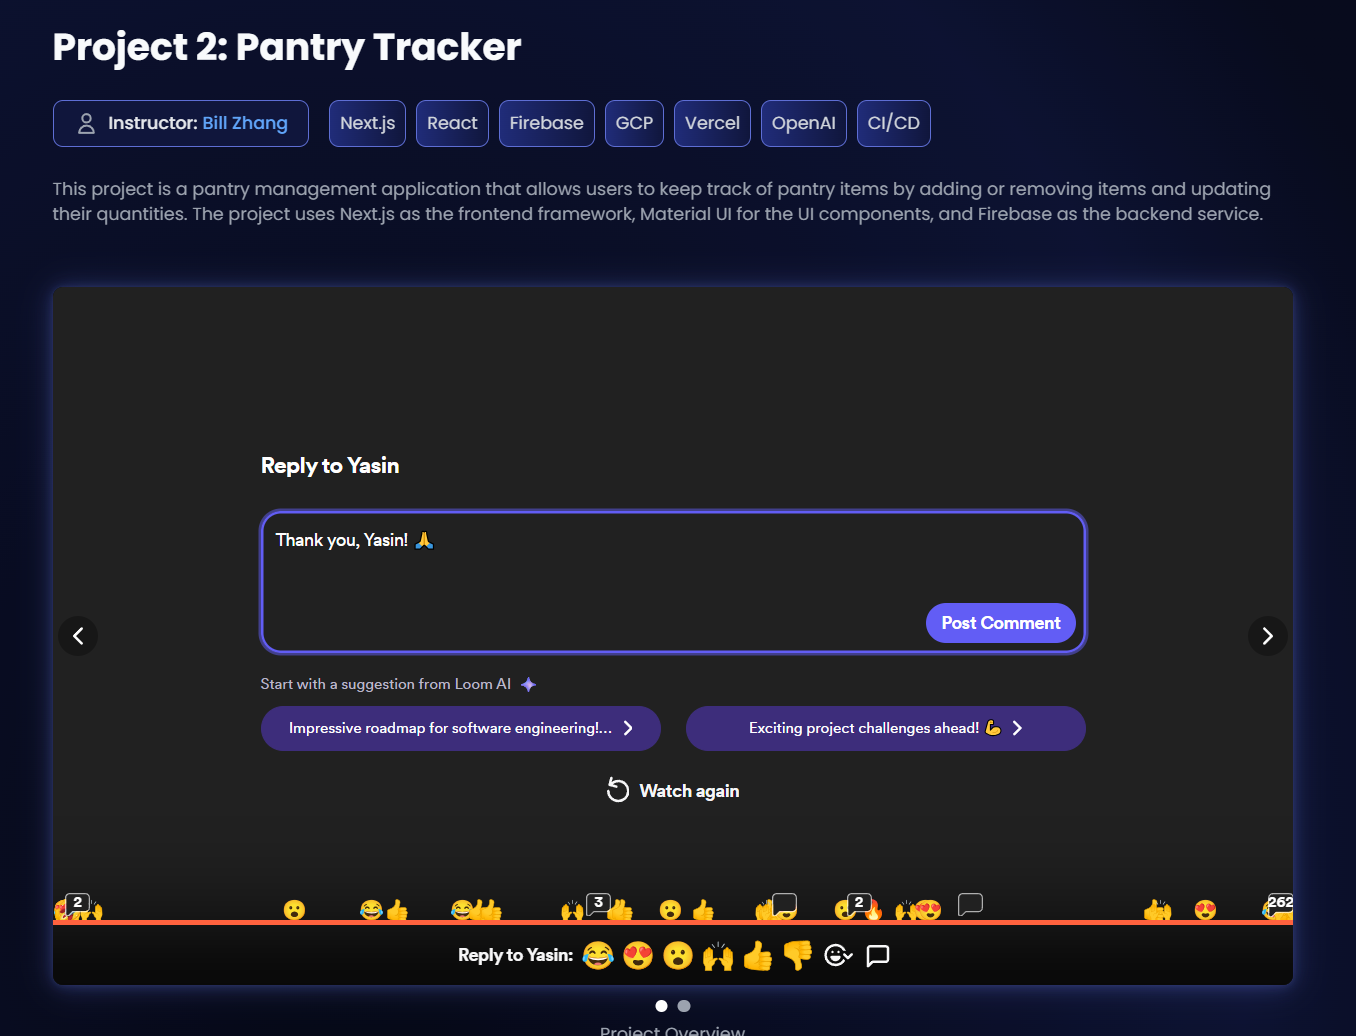 Project 2: Pantry Tracker
Instructor: Bill Zhang
Next.js
React
Firebase
GCP
Vercel
OpenAI
CI/CD
This project is a pantry management application that allows users to keep track of pantry items by adding or removing items and updating
their quantities. The project uses Next.js as the frontend framework, Material UI for the UI components, and Firebase as the backend service.
Reply to Yasin
Thank you, Yasin! 🙏
Post Comment
Start with a suggestion from Loom AI
Impressive roadmap for software engineering!...
Exciting project challenges ahead! 💪
Watch again
2
3
2
262
Reply to Yasin:
Project Overview